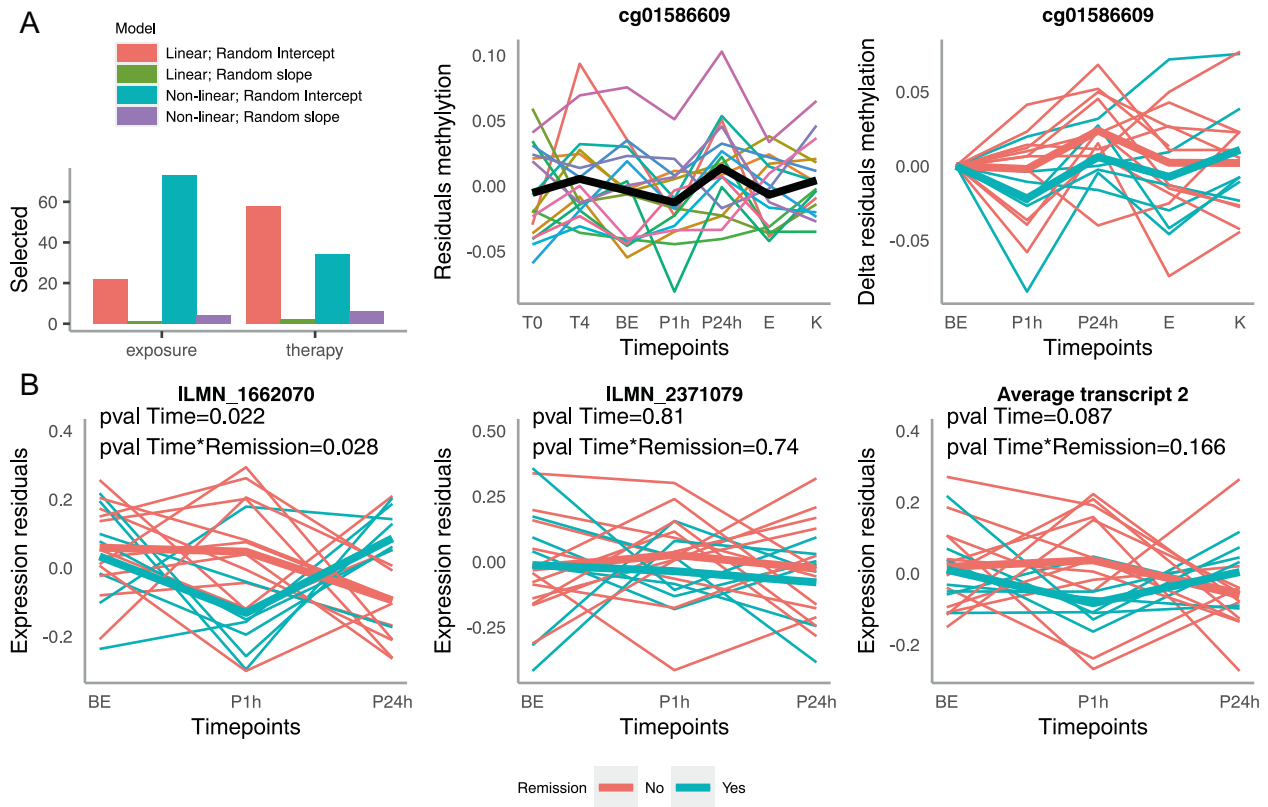 A
Model
Linear; Random Intercept
Linear; Random slope
Non-linear; Random Intercept
Non-linear; Random slope
Selected
60
40
20
0
exposure therapy
cg01586609
Residuals methylytion
0.10
0.05
0.00
-0.05
T0 T4 BE P1h P24h E K
Timepoints
cg01586609
Delta residuals methylation
0.05
0.00
-0.05
BE P1h P24h E K
Timepoints
B
ILMN_1662070
pval Time=0.022
pval Time*Remission=0.028
Expression residuals
0.4
0.2
0.0
-0.2
BE P1h P24h
Timepoints
ILMN_2371079
pval Time=0.81
pval Time*Remission=0.74
Expression residuals
0.50
0.25
0.00
-0.25
BE P1h P24h
Timepoints
Average transcript 2
pval Time=0.087
pval Time*Remission=0.166
Expression residuals
0.4
0.2
0.0
-0.2
BE P1h P24h
Timepoints
Remission No Yes